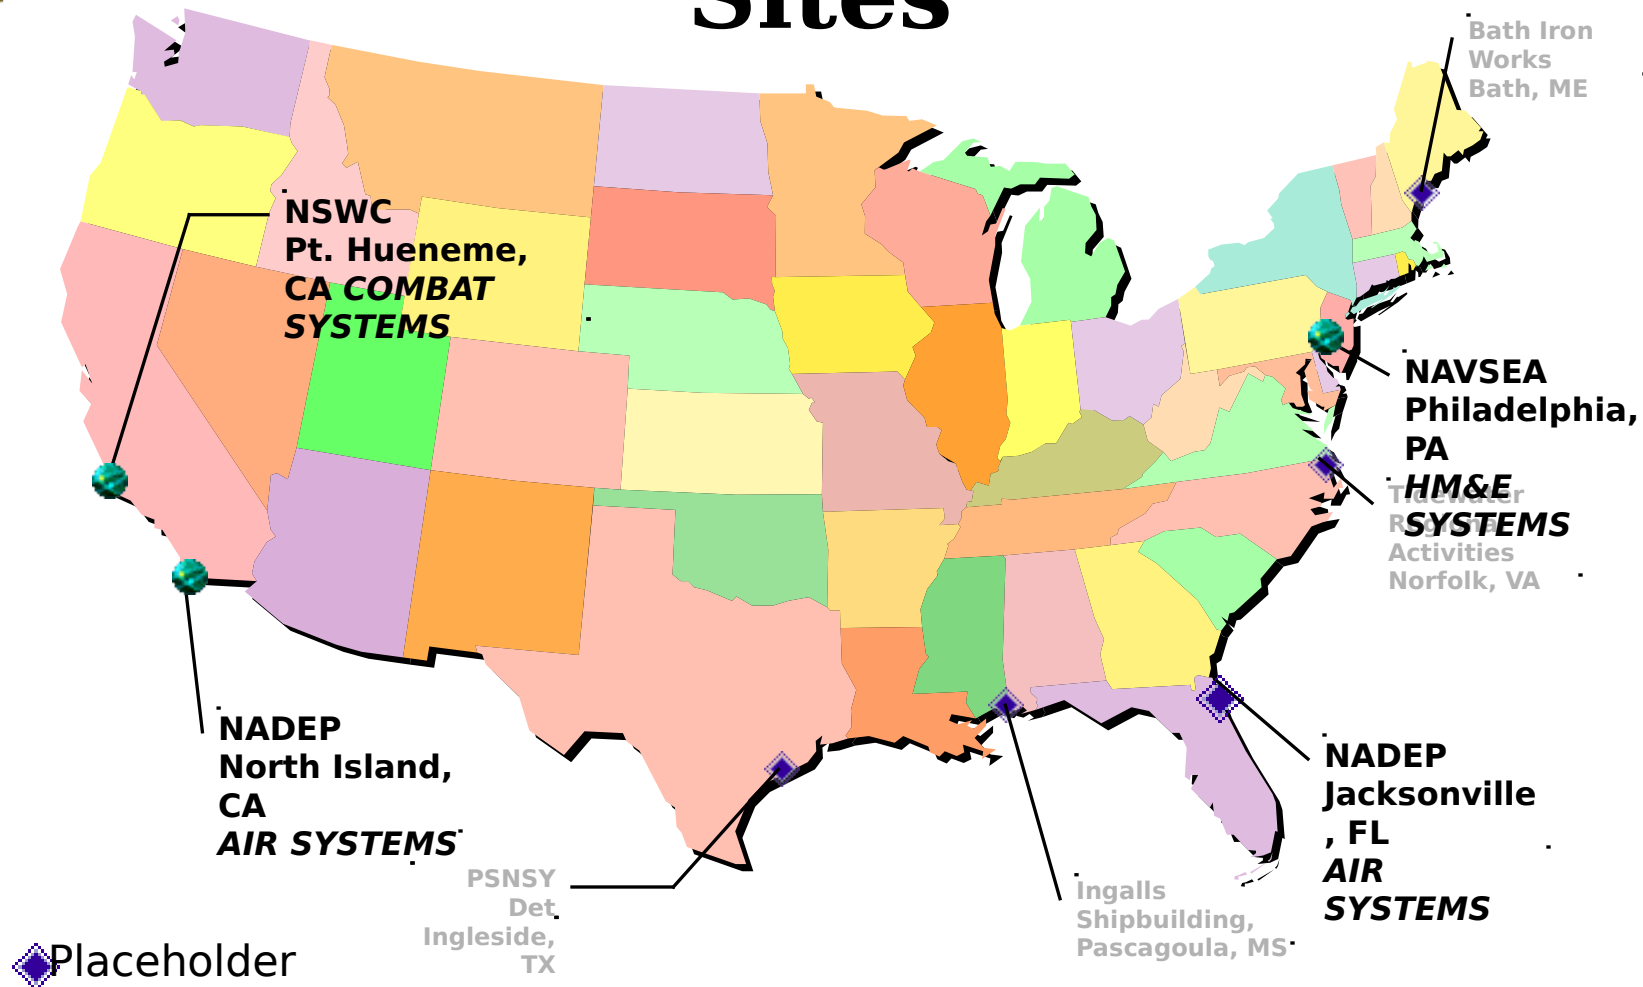 Sites
Bath Iron
Works
Bath, ME
NSWC
Pt. Hueneme,
CA COMBAT
SYSTEMS
NAVSEA
Philadelphia,
PA
HM&E
SYSTEMS
Tidewater
Regional
Activities
Norfolk, VA
NADEP
North Island,
CA
AIR SYSTEMS
NADEP
Jacksonville
, FL
AIR
SYSTEMS
PSNSY
Det
Ingleside,
TX
Ingalls
Shipbuilding,
Pascagoula, MS
Placeholder